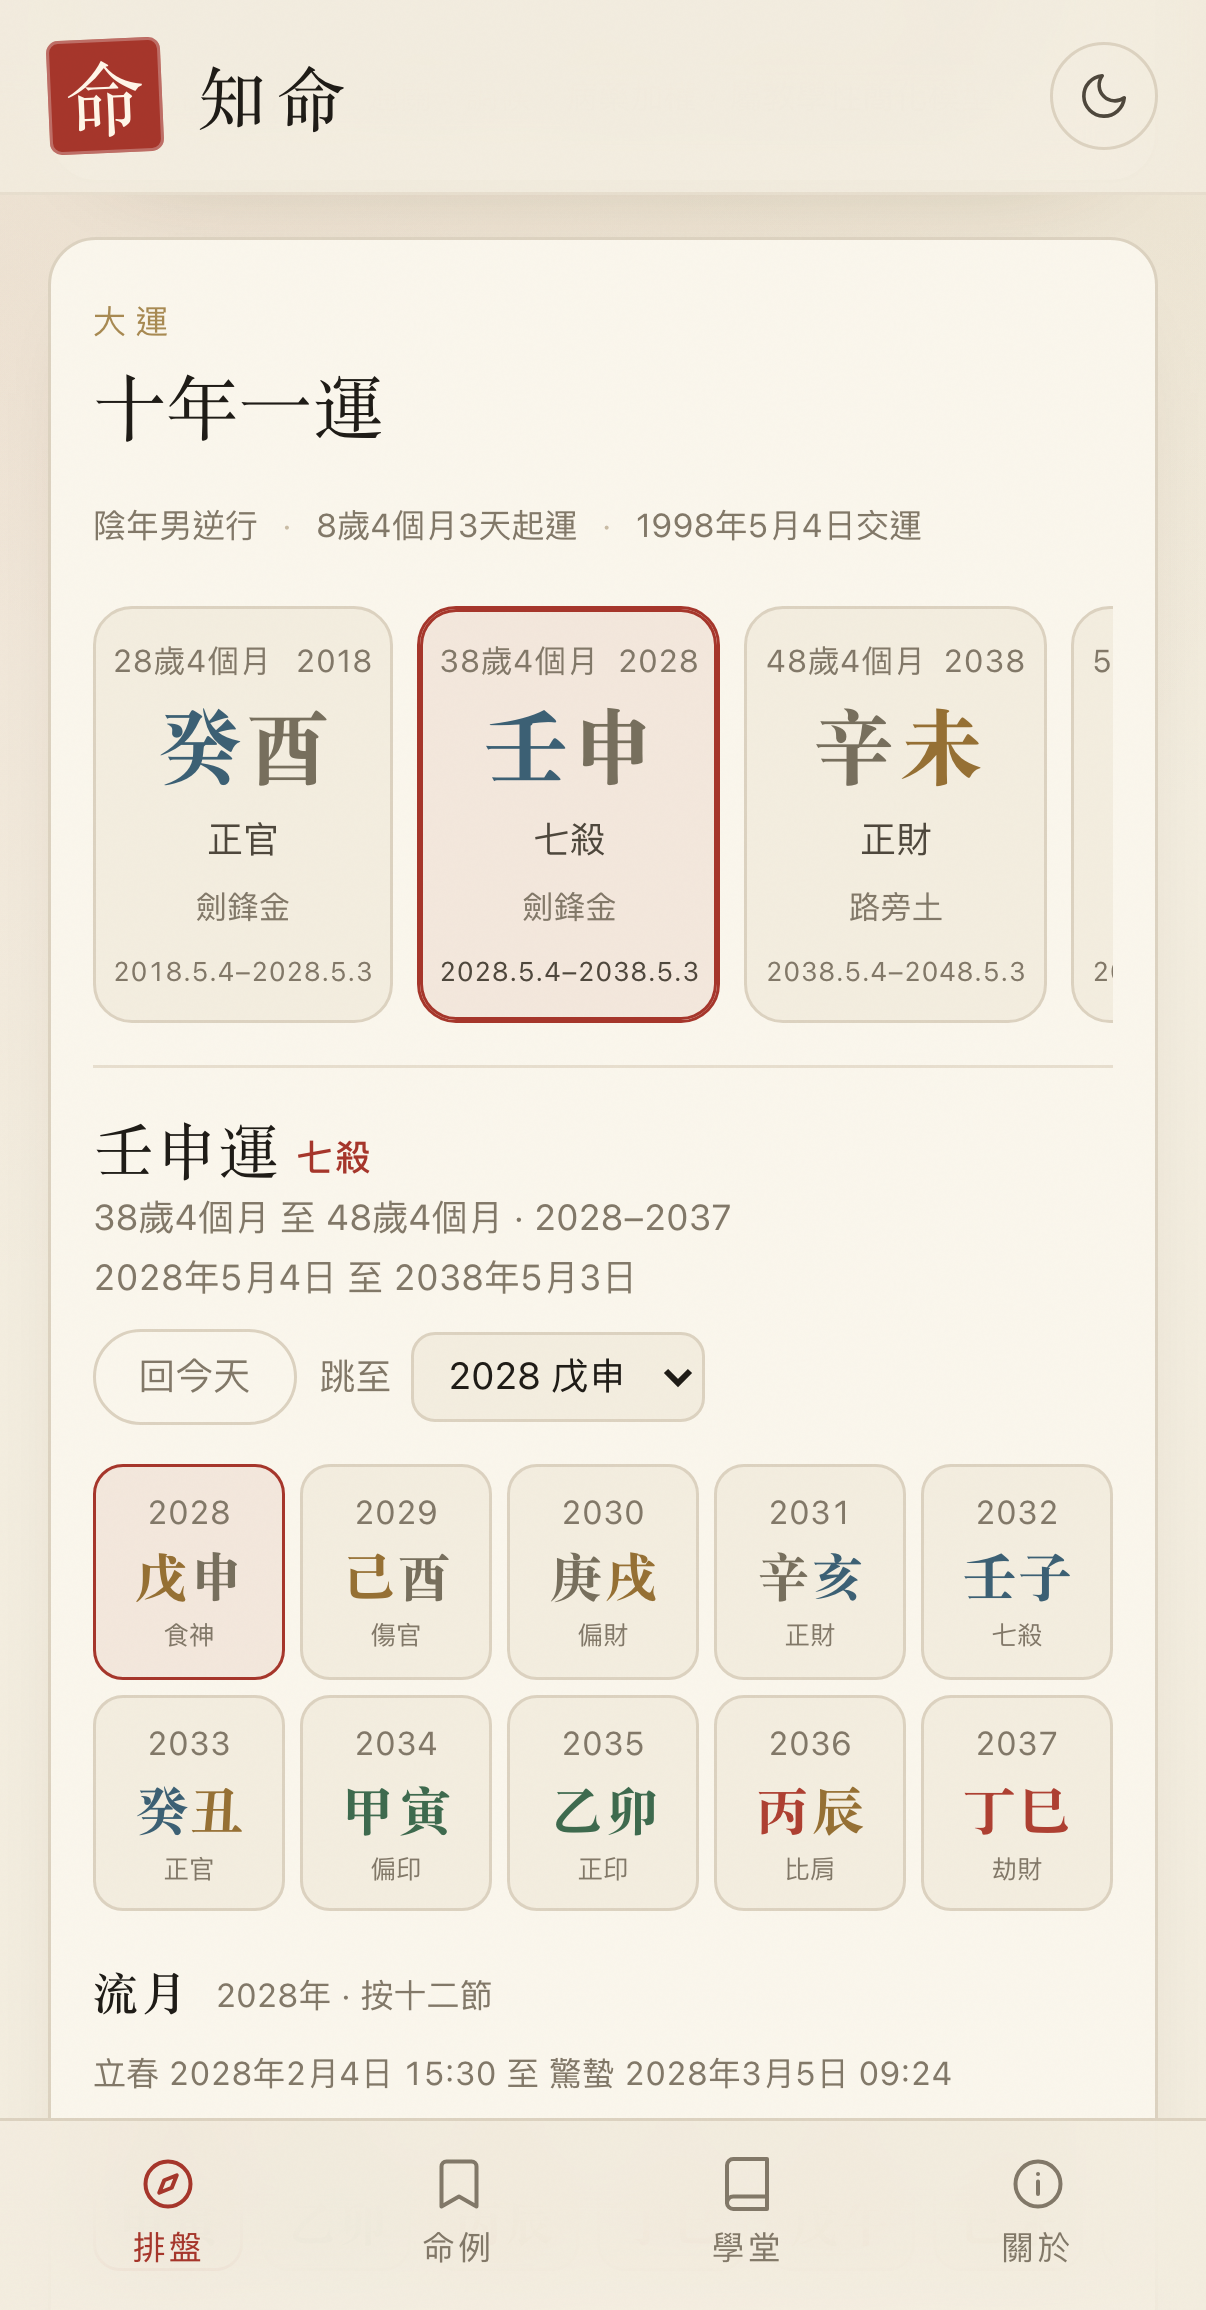 命 知命
大運
十年一運
陰年男逆行 · 8歲4個月3天起運 · 1998年5月4日交運
28歲4個月 2018
癸酉
正官
劍鋒金
2018.5.4–2028.5.3
38歲4個月 2028
壬申
七殺
劍鋒金
2028.5.4–2038.5.3
48歲4個月 2038
辛未
正財
路旁土
2038.5.4–2048.5.3
5
壬申運 七殺
38歲4個月 至 48歲4個月 · 2028–2037
2028年5月4日 至 2038年5月3日
回今天 跳至 2028 戊申
2028
戊申
食神
2029
己酉
傷官
2030
庚戌
偏財
2031
辛亥
正財
2032
壬子
七殺
2033
癸丑
正官
2034
甲寅
偏印
2035
乙卯
正印
2036
丙辰
比肩
2037
丁巳
劫財
流月 2028年 · 按十二節
立春 2028年2月4日 15:30 至 驚蟄 2028年3月5日 09:24
排盤 命例 學堂 關於